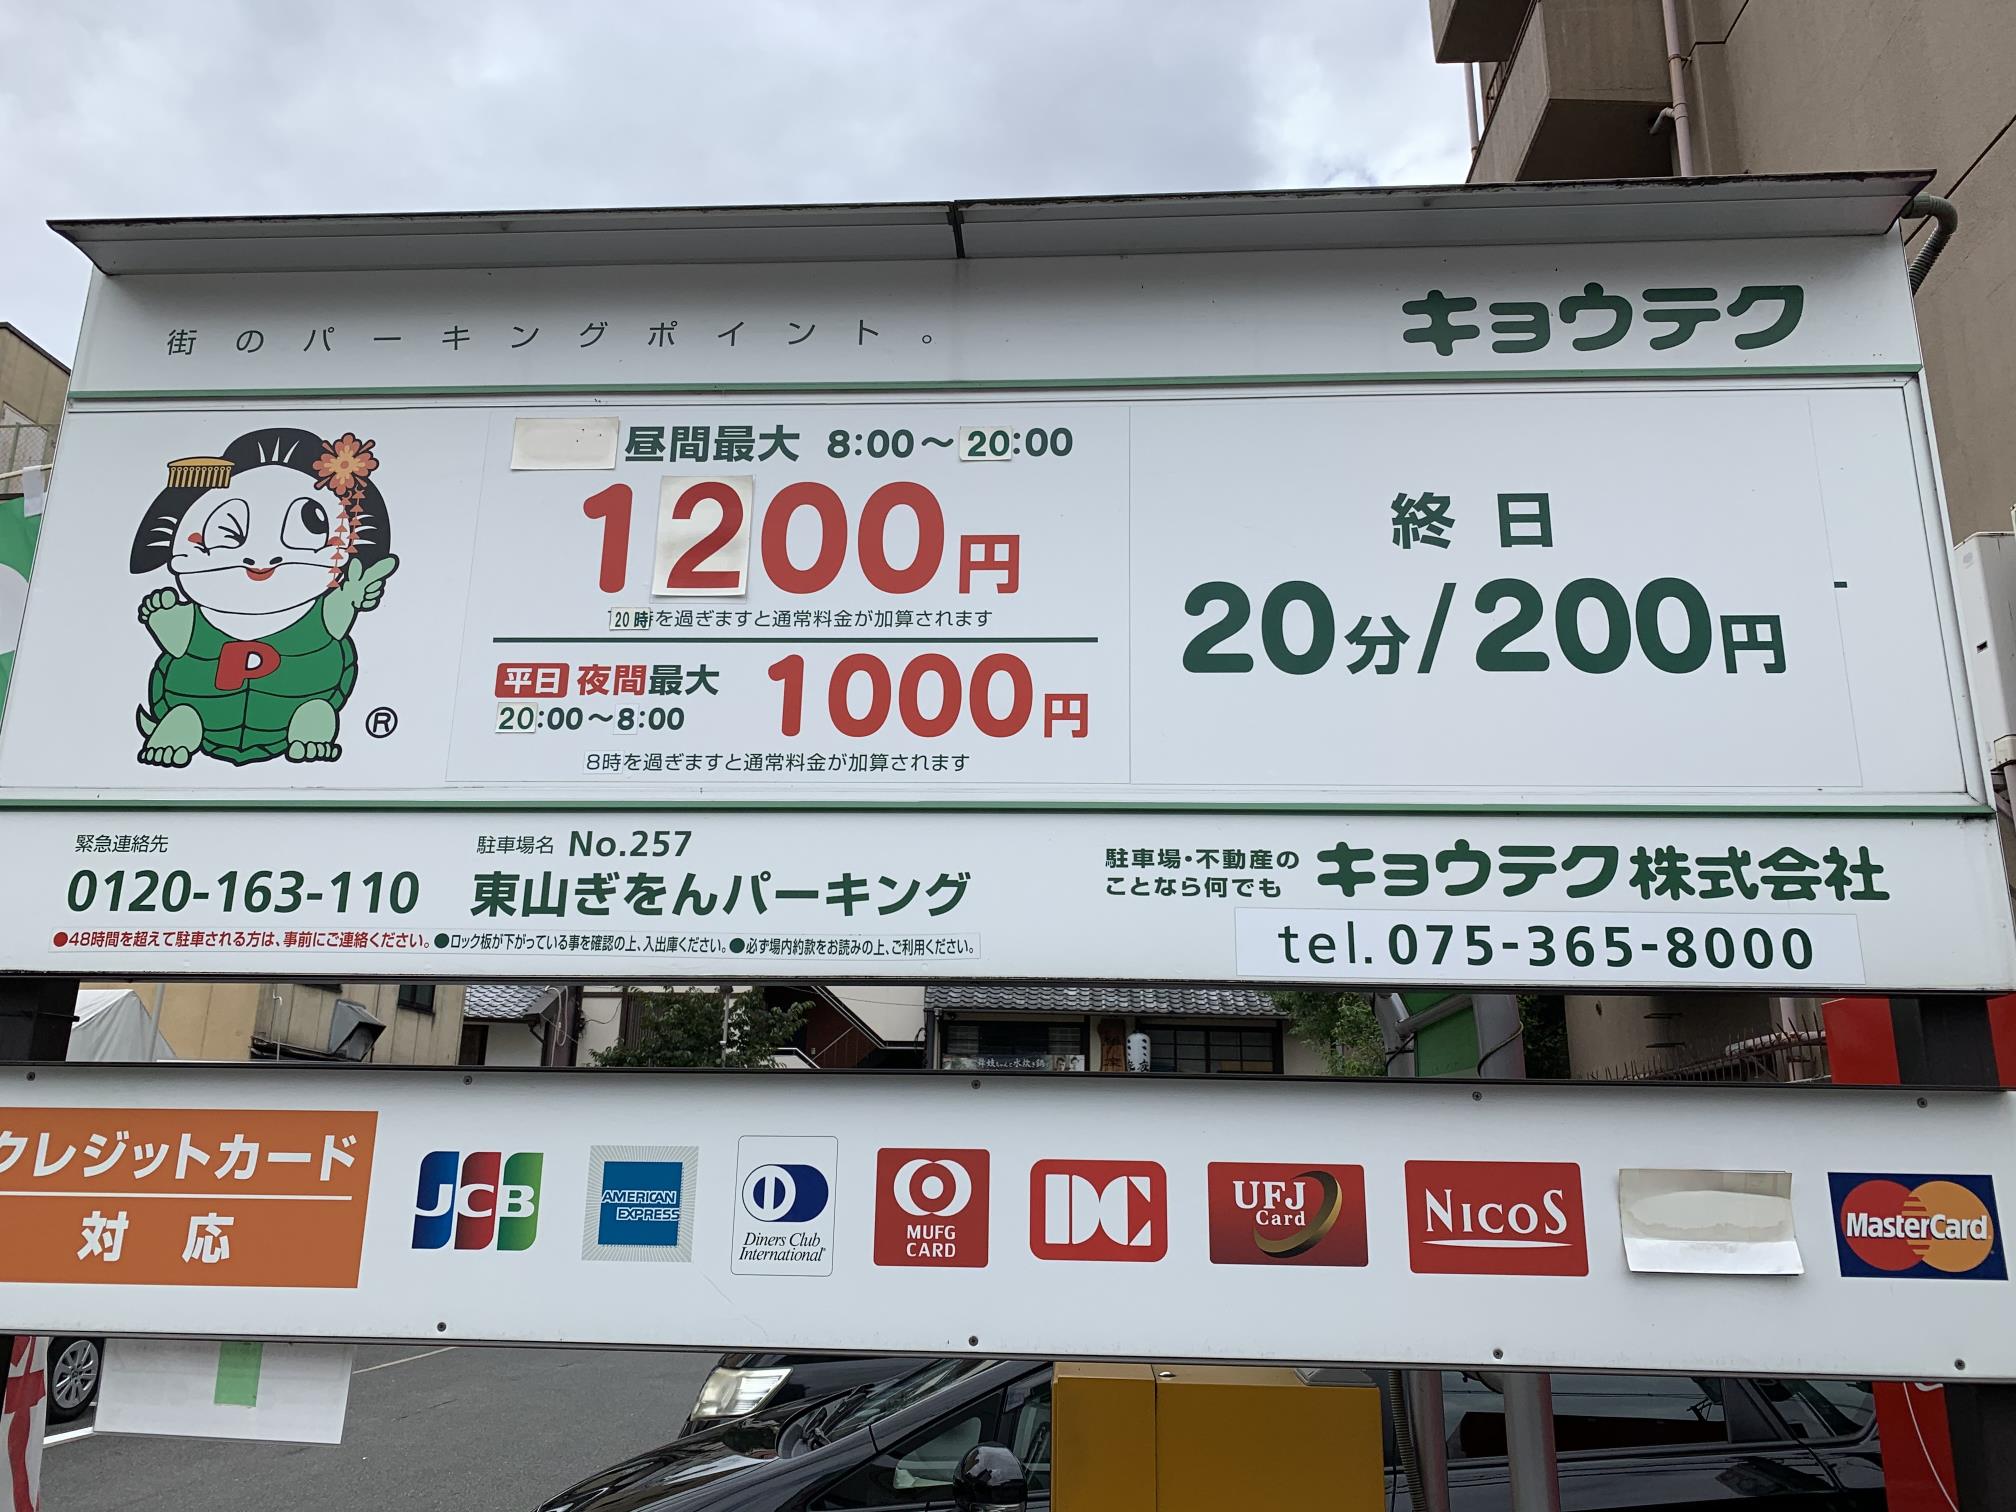 街のパーキングポイント。
キョウテク
昼間最大 8:00～20:00
1200円
20時を過ぎますと通常料金が加算されます
平日 夜間最大
20:00～8:00
1000円
8時を過ぎますと通常料金が加算されます
終日
20分/200円
P
®
緊急連絡先
0120-163-110
駐車場名 No.257
東山ぎをんパーキング
●48時間を超えて駐車される方は、事前にご連絡ください。●ロック板が下がっている事を確認の上、入出庫ください。●必ず場内約款をお読みの上、ご利用ください。
駐車場・不動産の
ことなら何でも
キョウテク株式会社
tel.075-365-8000
クレジットカード
対応
JCB
AMERICAN
EXPRESS
Diners Club
International®
MUFG
CARD
DC
UFJ
Card
NICOS
MasterCard